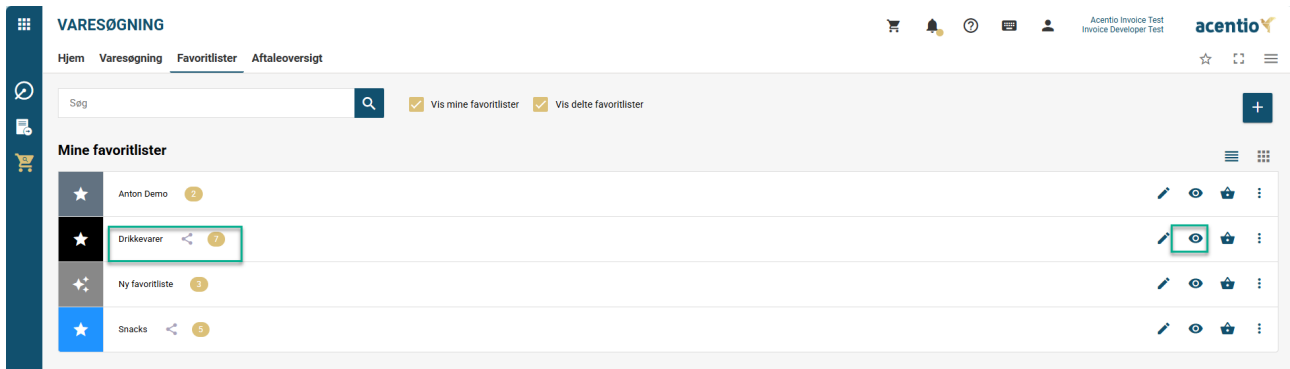 VARESØGNING
Acentio Invoice Test
Invoice Developer Test
acentio
Hjem Varesøgning Favoritlister Aftaleoversigt
Søg
Vis mine favoritlister
Vis delte favoritlister
Mine favoritlister
Anton Demo 2
Drikkevarer 7
Ny favoritliste 3
Snacks 5